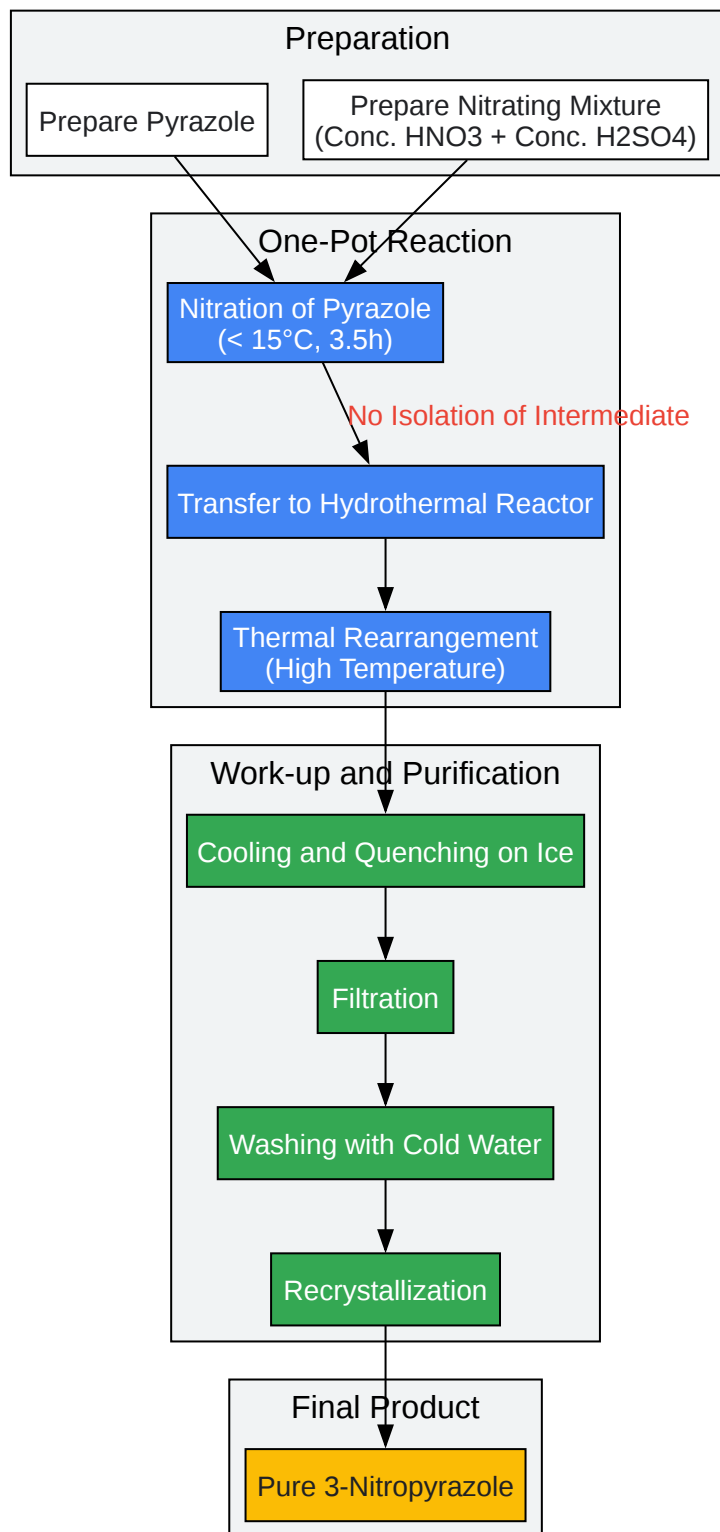 Preparation
Prepare Pyrazole
Prepare Nitrating Mixture
(Conc. HNO3 + Conc. H2SO4)
One-Pot Reaction
Nitration of Pyrazole
(< 15°C, 3.5h)
No Isolation of Intermediate
Transfer to Hydrothermal Reactor
Thermal Rearrangement
(High Temperature)
Work-up and Purification
Cooling and Quenching on Ice
Filtration
Washing with Cold Water
Recrystallization
Final Product
Pure 3-Nitropyrazole